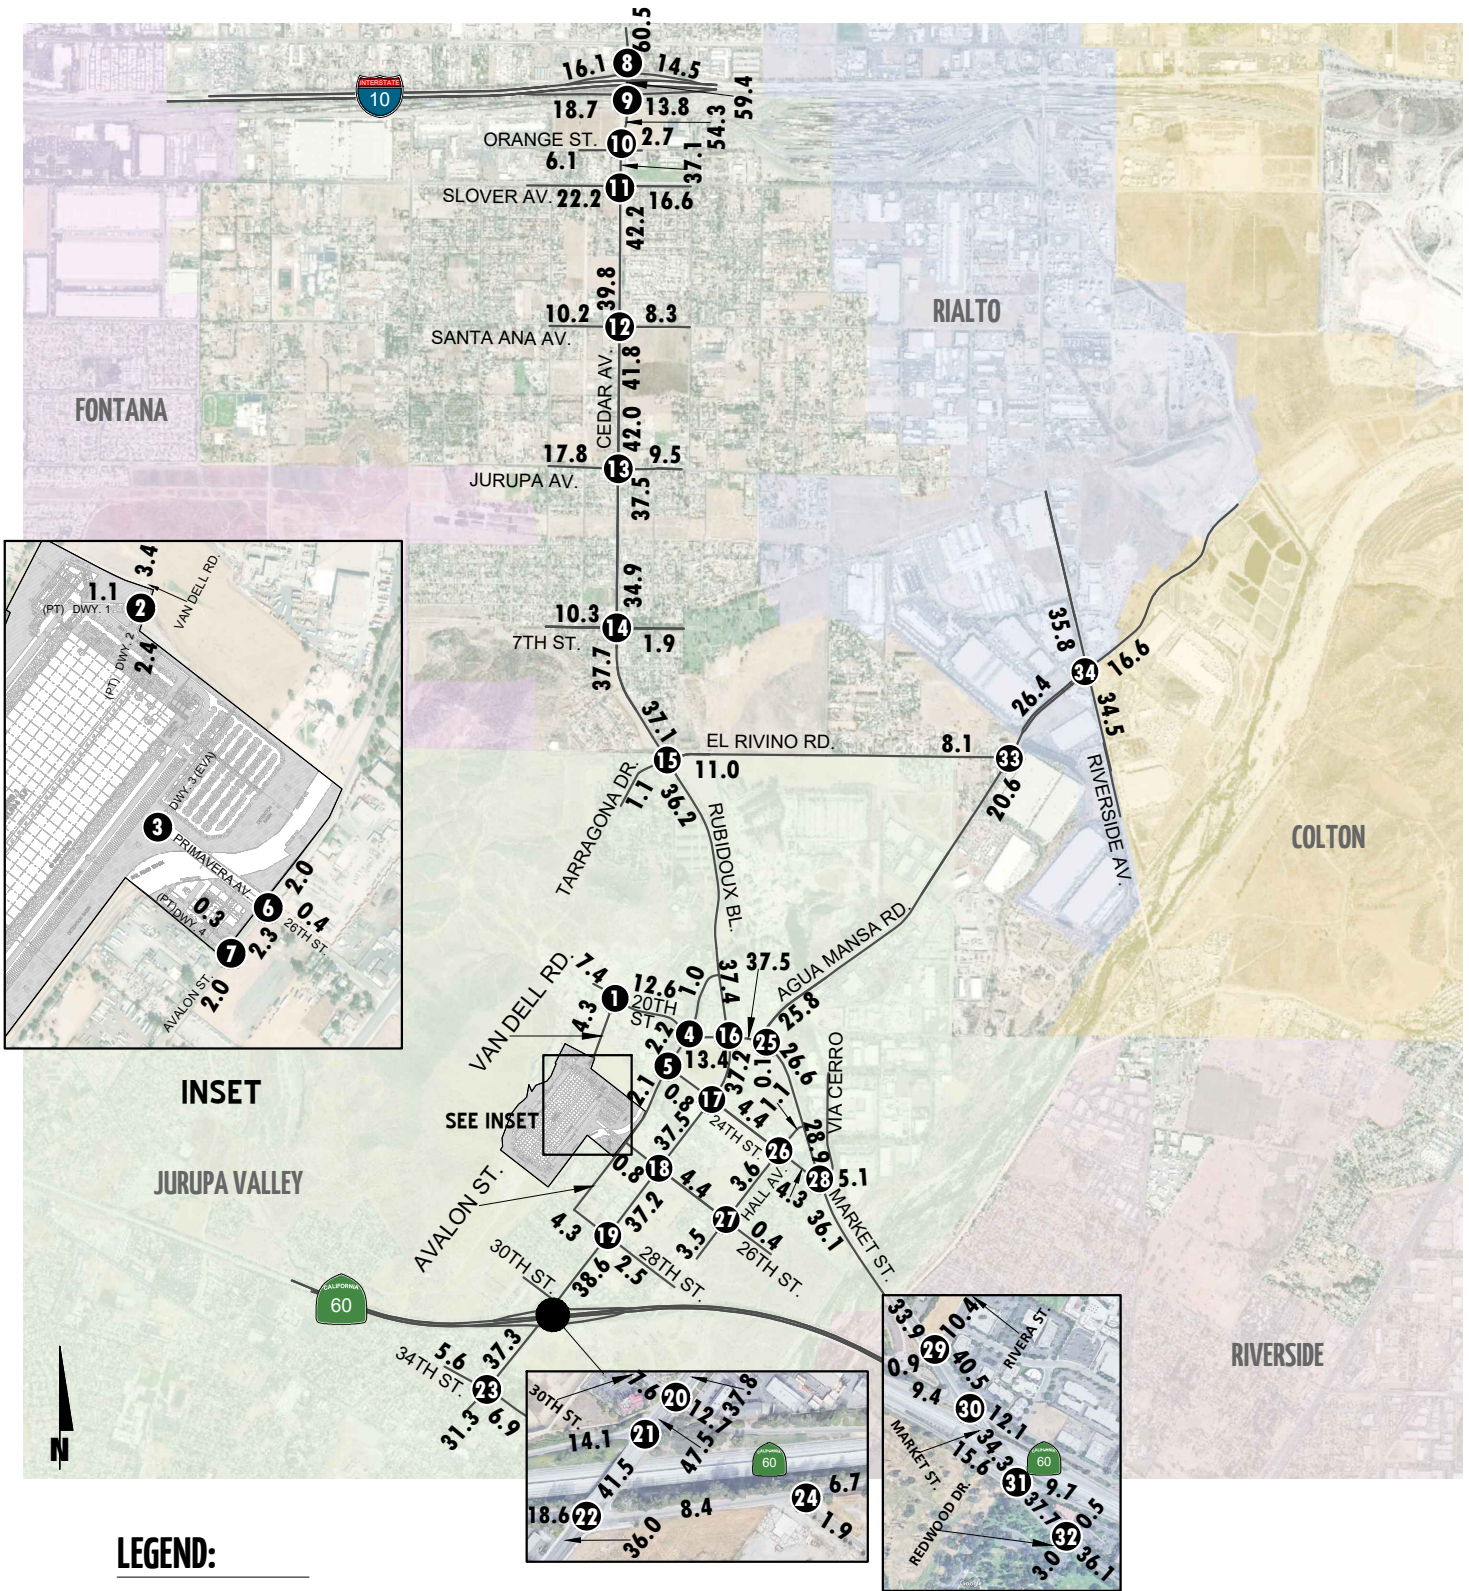 60.5
8
16.1
14.5
INTERSTATE
10
59.4
9
18.7
13.8
54.3
ORANGE ST.
10
2.7
6.1
37.1
SLOVER AV.
11
22.2
16.6
42.2
39.8
10.2
8.3
RIALTO
SANTA ANA AV.
12
41.8
CEDAR AV.
FONTANA
42.0
17.8
9.5
JURUPA AV.
13
37.5
34.9
10.3
7TH ST.
14
1.9
37.7
37.1
35.8
34
16.6
26.4
34.5
3.4
1.1
2
(PT) DWY. 1
VAN DELL RD.
(PT) DWY. 2
2.4
DWY. 3 (EVA)
3
PRIMAVERA AV.
2.0
6
0.3
0.4
(PT)DWY. 4
26TH ST.
7
2.3
AVALON ST.
2.0
INSET
EL RIVINO RD.
8.1
15
33
11.0
TARRAGONA DR.
1.1
36.2
20.6
RIVERSIDE AV.
COLTON
RUBIDOUX BL.
AGUA MANSA RD.
VAN DELL RD.
7.4
1
12.6
20TH
ST.
1.0
37.4
37.5
4.3
2.2
4
16
25
25.8
5
13.4
37.2
0.1
26.6
VIA CERRO
2.1
0.8
17
4.4
1.1
SEE INSET
24TH ST.
28.9
37.5
26
JURUPA VALLEY
0.8
18
4.4
3.6
HALL AV.
4.3
28
5.1
AVALON ST.
37.2
27
36.1
MARKET ST.
4.3
19
3.5
0.4
26TH ST.
30TH ST.
38.6
2.5
28TH ST.
CALIFORNIA
60
37.3
5.6
34TH ST.
23
6.9
31.3
N
30TH ST.
7.6
20
37.8
12.7
14.1
21
47.5
41.5
CALIFORNIA
60
18.6
22
8.4
24
6.7
1.9
36.0
33.9
10.4
RIVERA ST.
29
0.9
40.5
9.4
30
12.1
MARKET ST.
34.3
CALIFORNIA
60
15.6
31
9.7
REDWOOD DR.
37.7
0.5
32
3.0
36.1
RIVERSIDE
LEGEND: